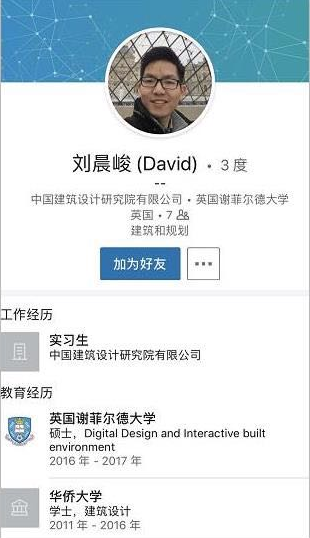 刘晨峻 (David) • 3 度
--
中国建筑设计研究院有限公司 • 英国谢菲尔德大学
英国 • 7
建筑和规划
加为好友
工作经历
实习生
中国建筑设计研究院有限公司
教育经历
英国谢菲尔德大学
硕士，Digital Design and Interactive built
environment
2016 年 - 2017 年
华侨大学
学士，建筑设计
2011 年 - 2016 年